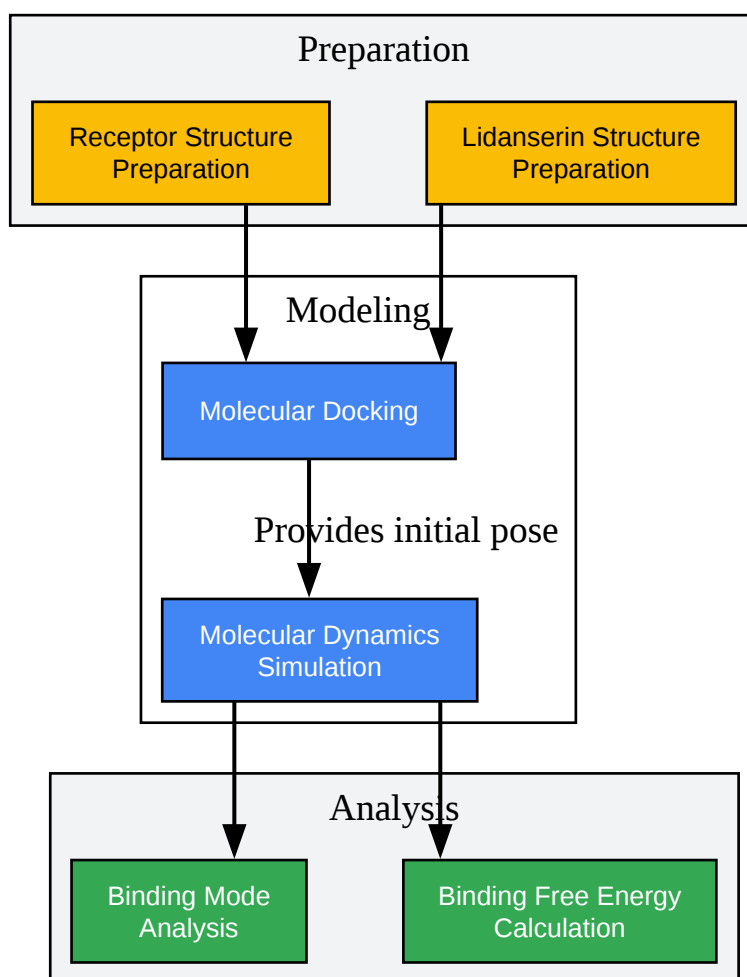 Preparation
Receptor Structure
Preparation
Lidanserin Structure
Preparation
Modeling
Molecular Docking
Provides initial pose
Molecular Dynamics
Simulation
Analysis
Binding Mode
Analysis
Binding Free Energy
Calculation